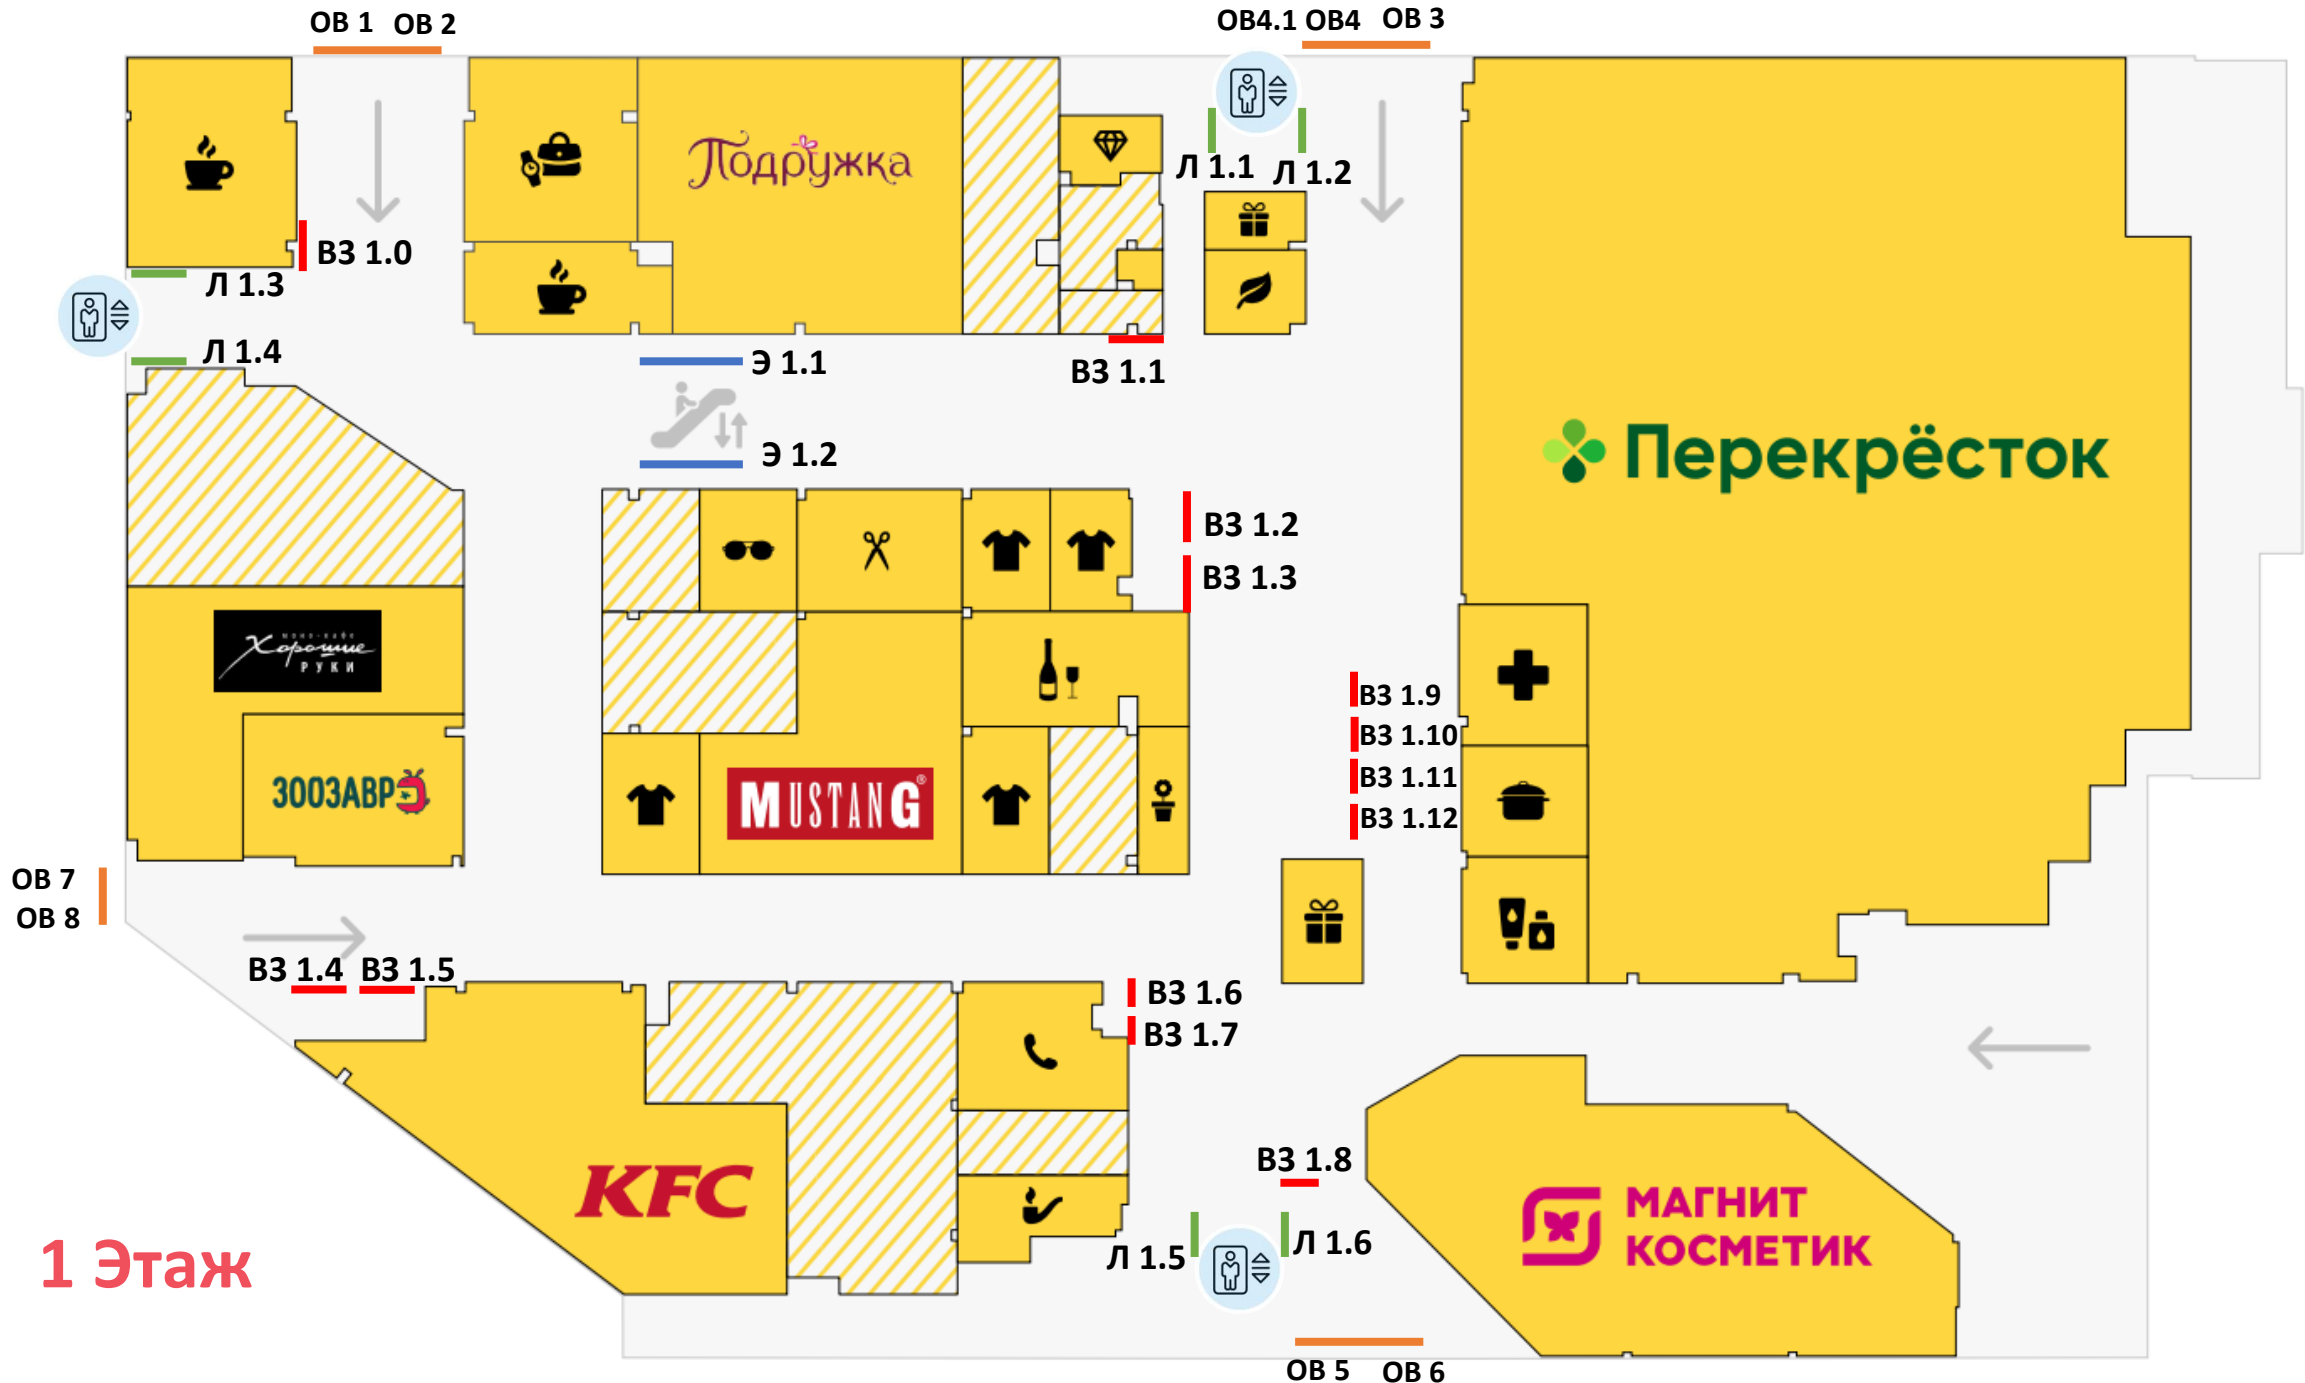 ОВ 1 ОВ 2
ОВ4.1 ОВ4 ОВ 3
Подружка
Л 1.1 Л 1.2
ВЗ 1.0
Л 1.3
Л 1.4
Э 1.1
ВЗ 1.1
Э 1.2
Перекрёсток
ВЗ 1.2
ВЗ 1.3
моно-кафе
Хорошие
РУКИ
ВЗ 1.9
ВЗ 1.10
ВЗ 1.11
ВЗ 1.12
ЗООЗАВР
MUSTANG®
ОВ 7
ОВ 8
ВЗ 1.4 ВЗ 1.5
ВЗ 1.6
ВЗ 1.7
ВЗ 1.8
KFC
МАГНИТ
КОСМЕТИК
Л 1.5 Л 1.6
1 Этаж
ОВ 5 ОВ 6